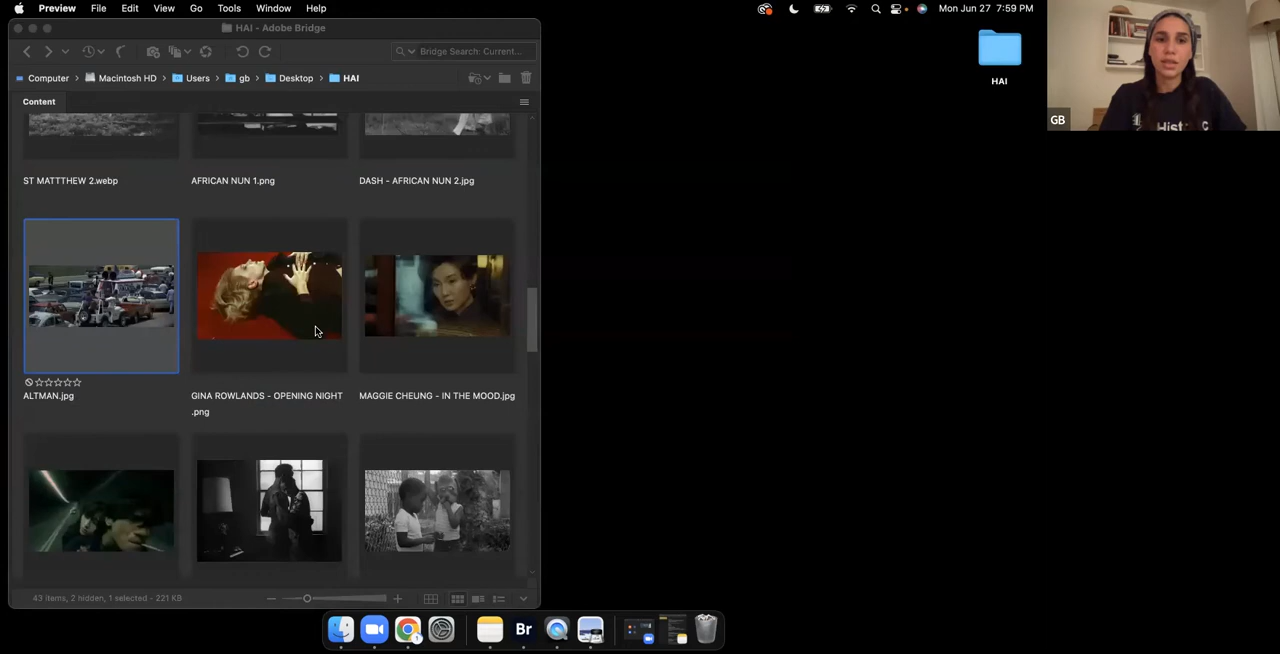 Preview File Edit View Go Tools Window Help
Mon Jun 27 7:59 PM
HAI - Adobe Bridge
Bridge Search: Current...
Computer Macintosh HD Users gb Desktop HAI
Content
ST MATTTHEW 2.webp
AFRICAN NUN 1.png
DASH - AFRICAN NUN 2.jpg
ALTMAN.jpg
GINA ROWLANDS - OPENING NIGHT
.png
MAGGIE CHEUNG - IN THE MOOD.jpg
43 items, 2 hidden, 1 selected - 221 KB
HAI
GB
Br